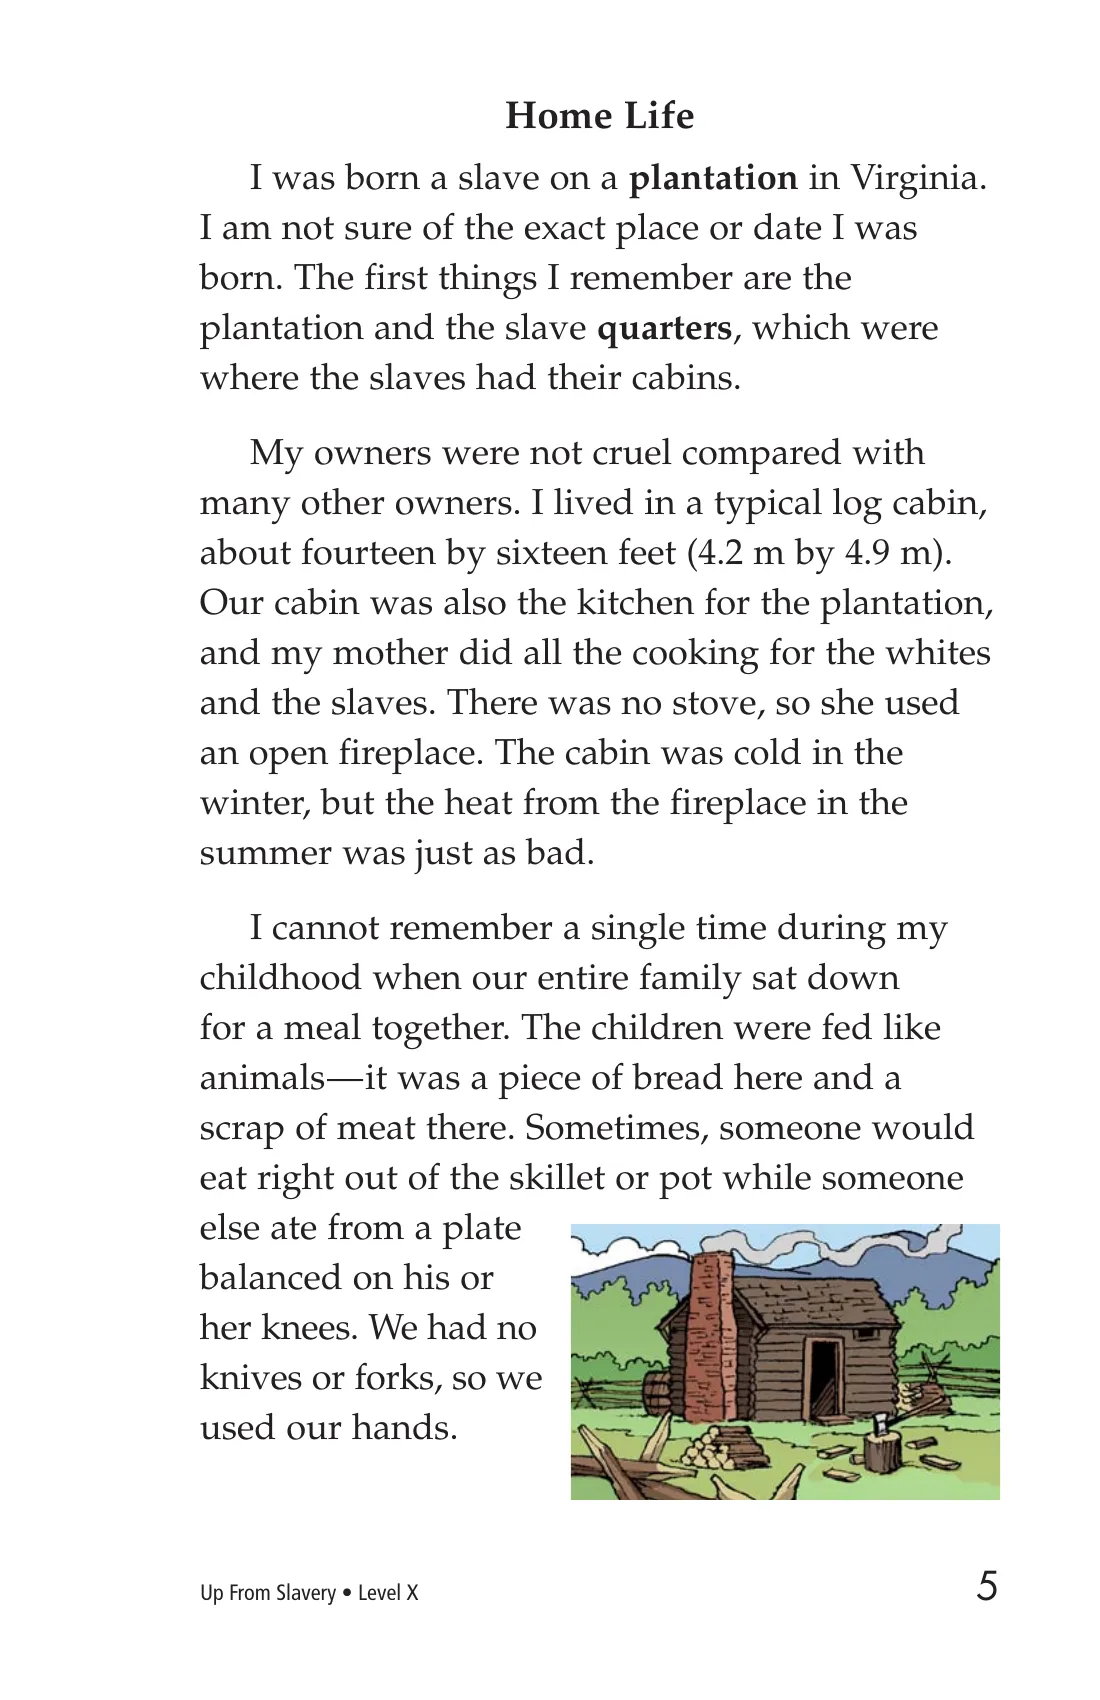 Home Life
I was born a slave on a plantation in Virginia.
I am not sure of the exact place or date I was
born. The first things I remember are the
plantation and the slave quarters, which were
where the slaves had their cabins.
My owners were not cruel compared with
many other owners. I lived in a typical log cabin,
about fourteen by sixteen feet (4.2 m by 4.9 m).
Our cabin was also the kitchen for the plantation,
and my mother did all the cooking for the whites
and the slaves. There was no stove, so she used
an open fireplace. The cabin was cold in the
winter, but the heat from the fireplace in the
summer was just as bad.
I cannot remember a single time during my
childhood when our entire family sat down
for a meal together. The children were fed like
animals—it was a piece of bread here and a
scrap of meat there. Sometimes, someone would
eat right out of the skillet or pot while someone
else ate from a plate
balanced on his or
her knees. We had no
knives or forks, so we
used our hands.
Up From Slavery • Level X 5